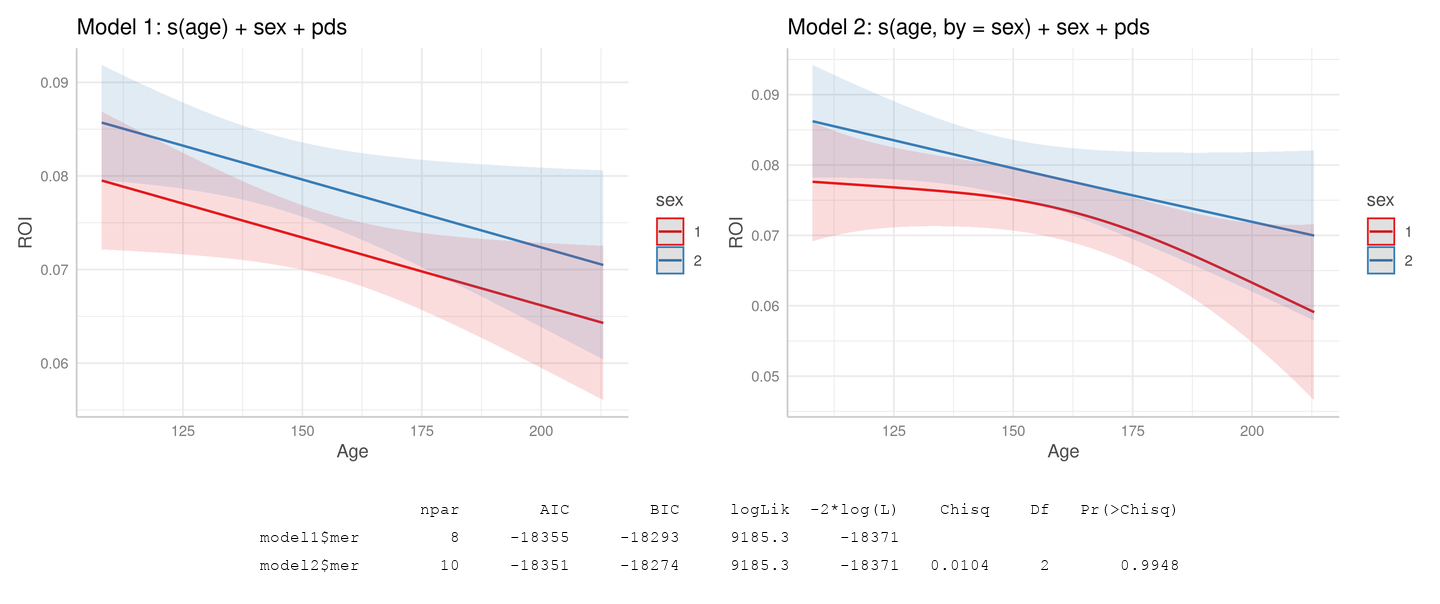 Model 1: s(age) + sex + pds
0.09
0.08
0.07
0.06
ROI
125 150 175 200
Age
sex
1
2
Model 2: s(age, by = sex) + sex + pds
0.09
0.08
0.07
0.06
0.05
ROI
125 150 175 200
Age
sex
1
2
npar AIC BIC logLik -2*log(L) Chisq Df Pr(>Chisq)
model1$mer 8 -18355 -18293 9185.3 -18371
model2$mer 10 -18351 -18274 9185.3 -18371 0.0104 2 0.9948